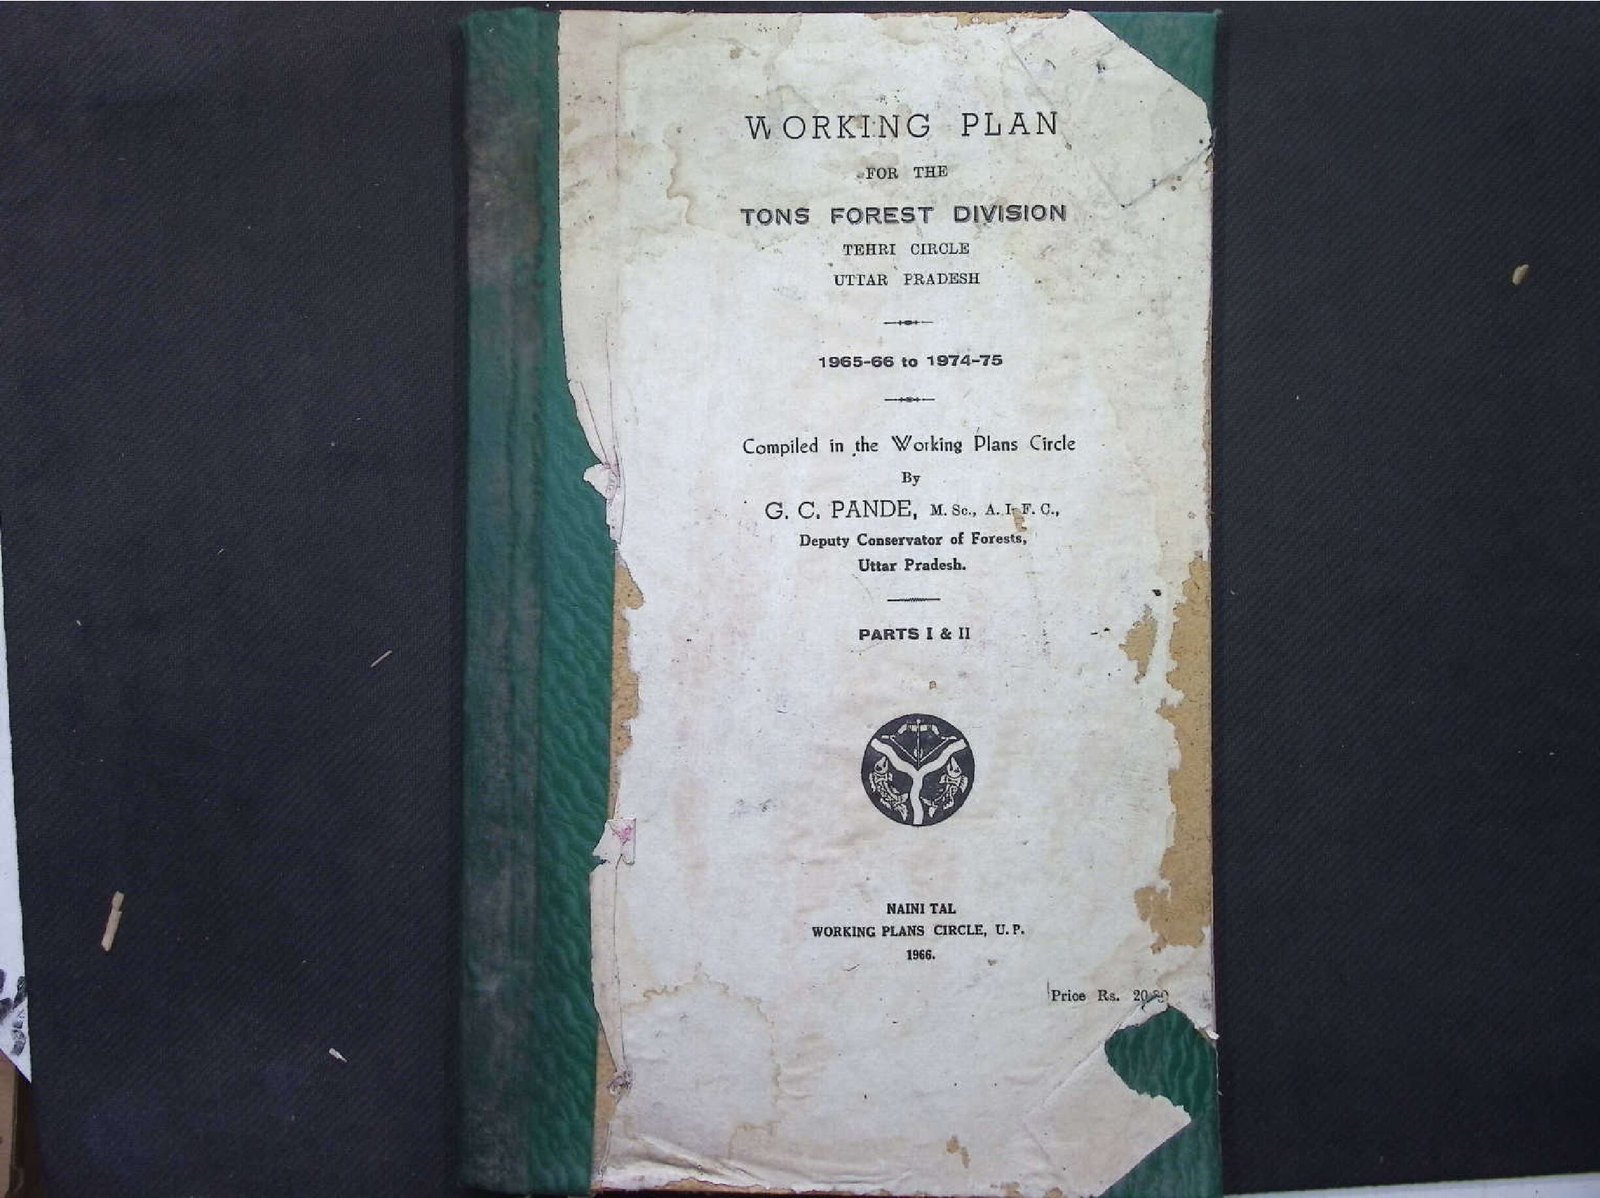 WORKING PLAN
FOR THE
TONS FOREST DIVISION
TEHRI CIRCLE
UTTAR PRADESH
1965-66 to 1974-75
Compiled in the Working Plans Circle
By
G. C. PANDE, M. Sc., A. I. F. C.,
Deputy Conservator of Forests,
Uttar Pradesh.
PARTS I & II
NAINI TAL
WORKING PLANS CIRCLE, U. P.
1966.
Price Rs.